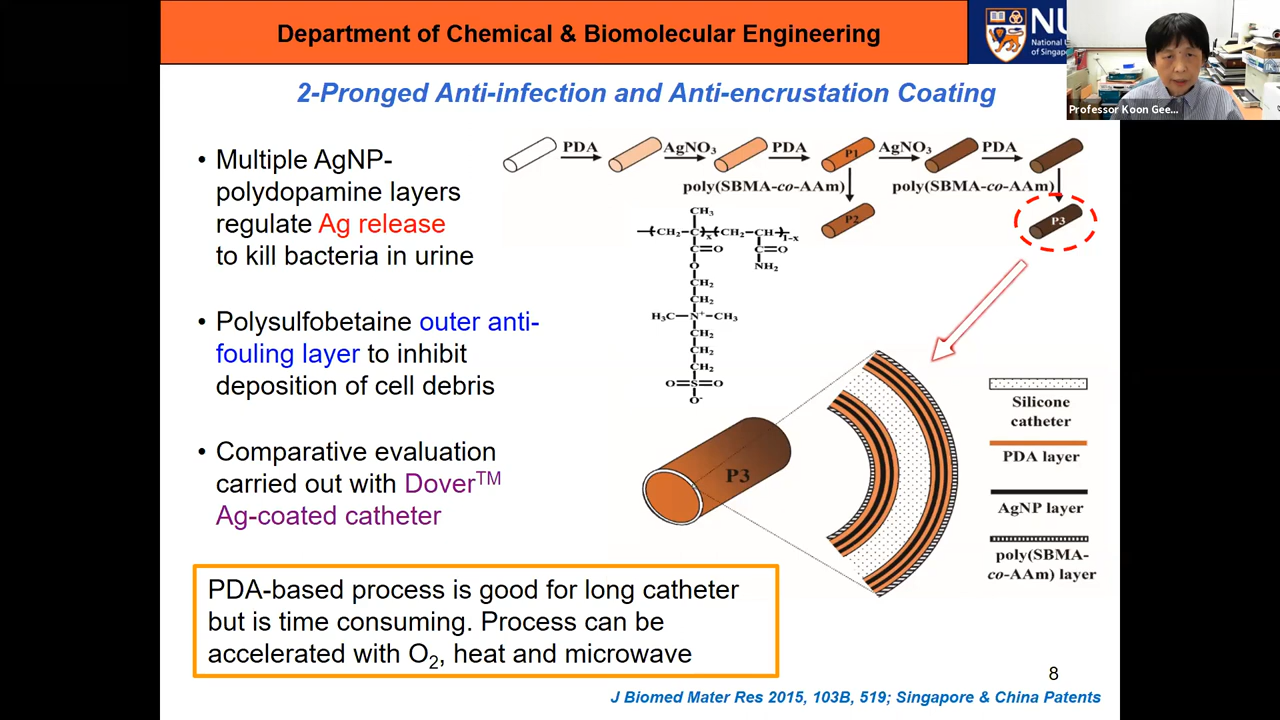 Department of Chemical & Biomolecular Engineering
NU
National U
of Singap
Professor Koon Gee...
2-Pronged Anti-infection and Anti-encrustation Coating
• Multiple AgNP-
polydopamine layers
regulate Ag release
to kill bacteria in urine
• Polysulfobetaine outer anti-
fouling layer to inhibit
deposition of cell debris
• Comparative evaluation
carried out with Dover™
Ag-coated catheter
PDA AgNO₃ PDA P1 AgNO₃ PDA
poly(SBMA-co-AAm) poly(SBMA-co-AAm)
P2 P3
CH₃
CH₂-C x CH₂-CH 1-x
C=O C=O
O NH₂
CH₂
CH₂
H₃C-N⁺-CH₃
CH₂
CH₂
CH₂
O=S=O
O⁻
P3
Silicone
catheter
PDA layer
AgNP layer
poly(SBMA-
co-AAm) layer
PDA-based process is good for long catheter
but is time consuming. Process can be
accelerated with O₂, heat and microwave
8
J Biomed Mater Res 2015, 103B, 519; Singapore & China Patents